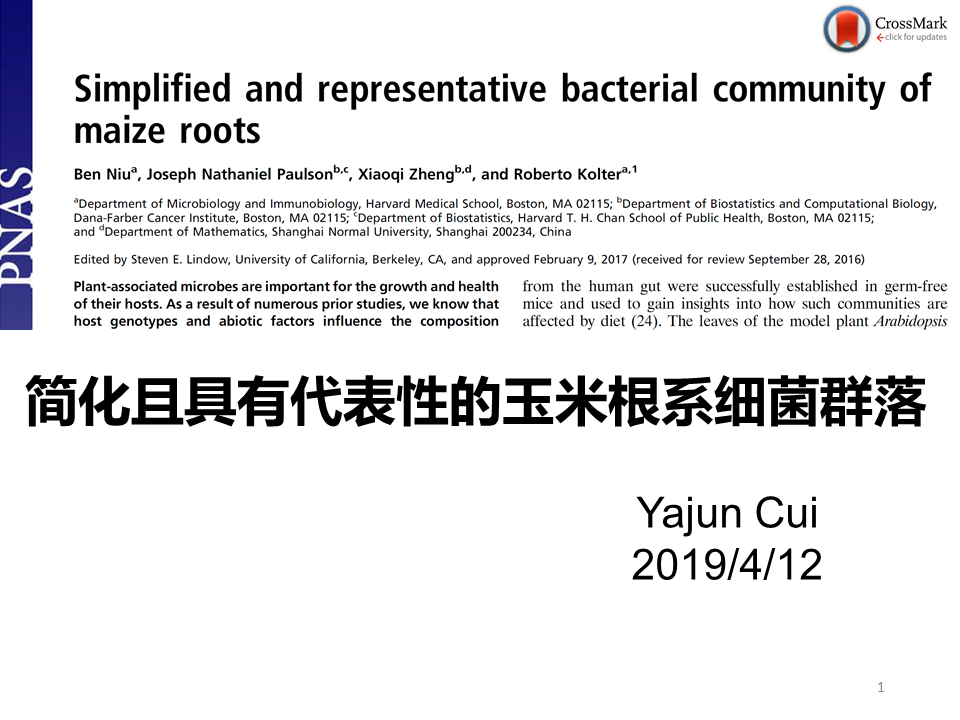 CrossMark
click for updates
Simplified and representative bacterial community of
maize roots
Ben Niuᵃ, Joseph Nathaniel Paulsonᵇ,ᶜ, Xiaoqi Zhengᵇ,ᵈ, and Roberto Kolterᵃ,¹
ᵃDepartment of Microbiology and Immunobiology, Harvard Medical School, Boston, MA 02115; ᵇDepartment of Biostatistics and Computational Biology,
Dana-Farber Cancer Institute, Boston, MA 02115; ᶜDepartment of Biostatistics, Harvard T. H. Chan School of Public Health, Boston, MA 02115;
and ᵈDepartment of Mathematics, Shanghai Normal University, Shanghai 200234, China
Edited by Steven E. Lindow, University of California, Berkeley, CA, and approved February 9, 2017 (received for review September 28, 2016)
Plant-associated microbes are important for the growth and health
of their hosts. As a result of numerous prior studies, we know that
host genotypes and abiotic factors influence the composition
from the human gut were successfully established in germ-free
mice and used to gain insights into how such communities are
affected by diet (24). The leaves of the model plant Arabidopsis
PNAS
简化且具有代表性的玉米根系细菌群落
Yajun Cui
2019/4/12
1